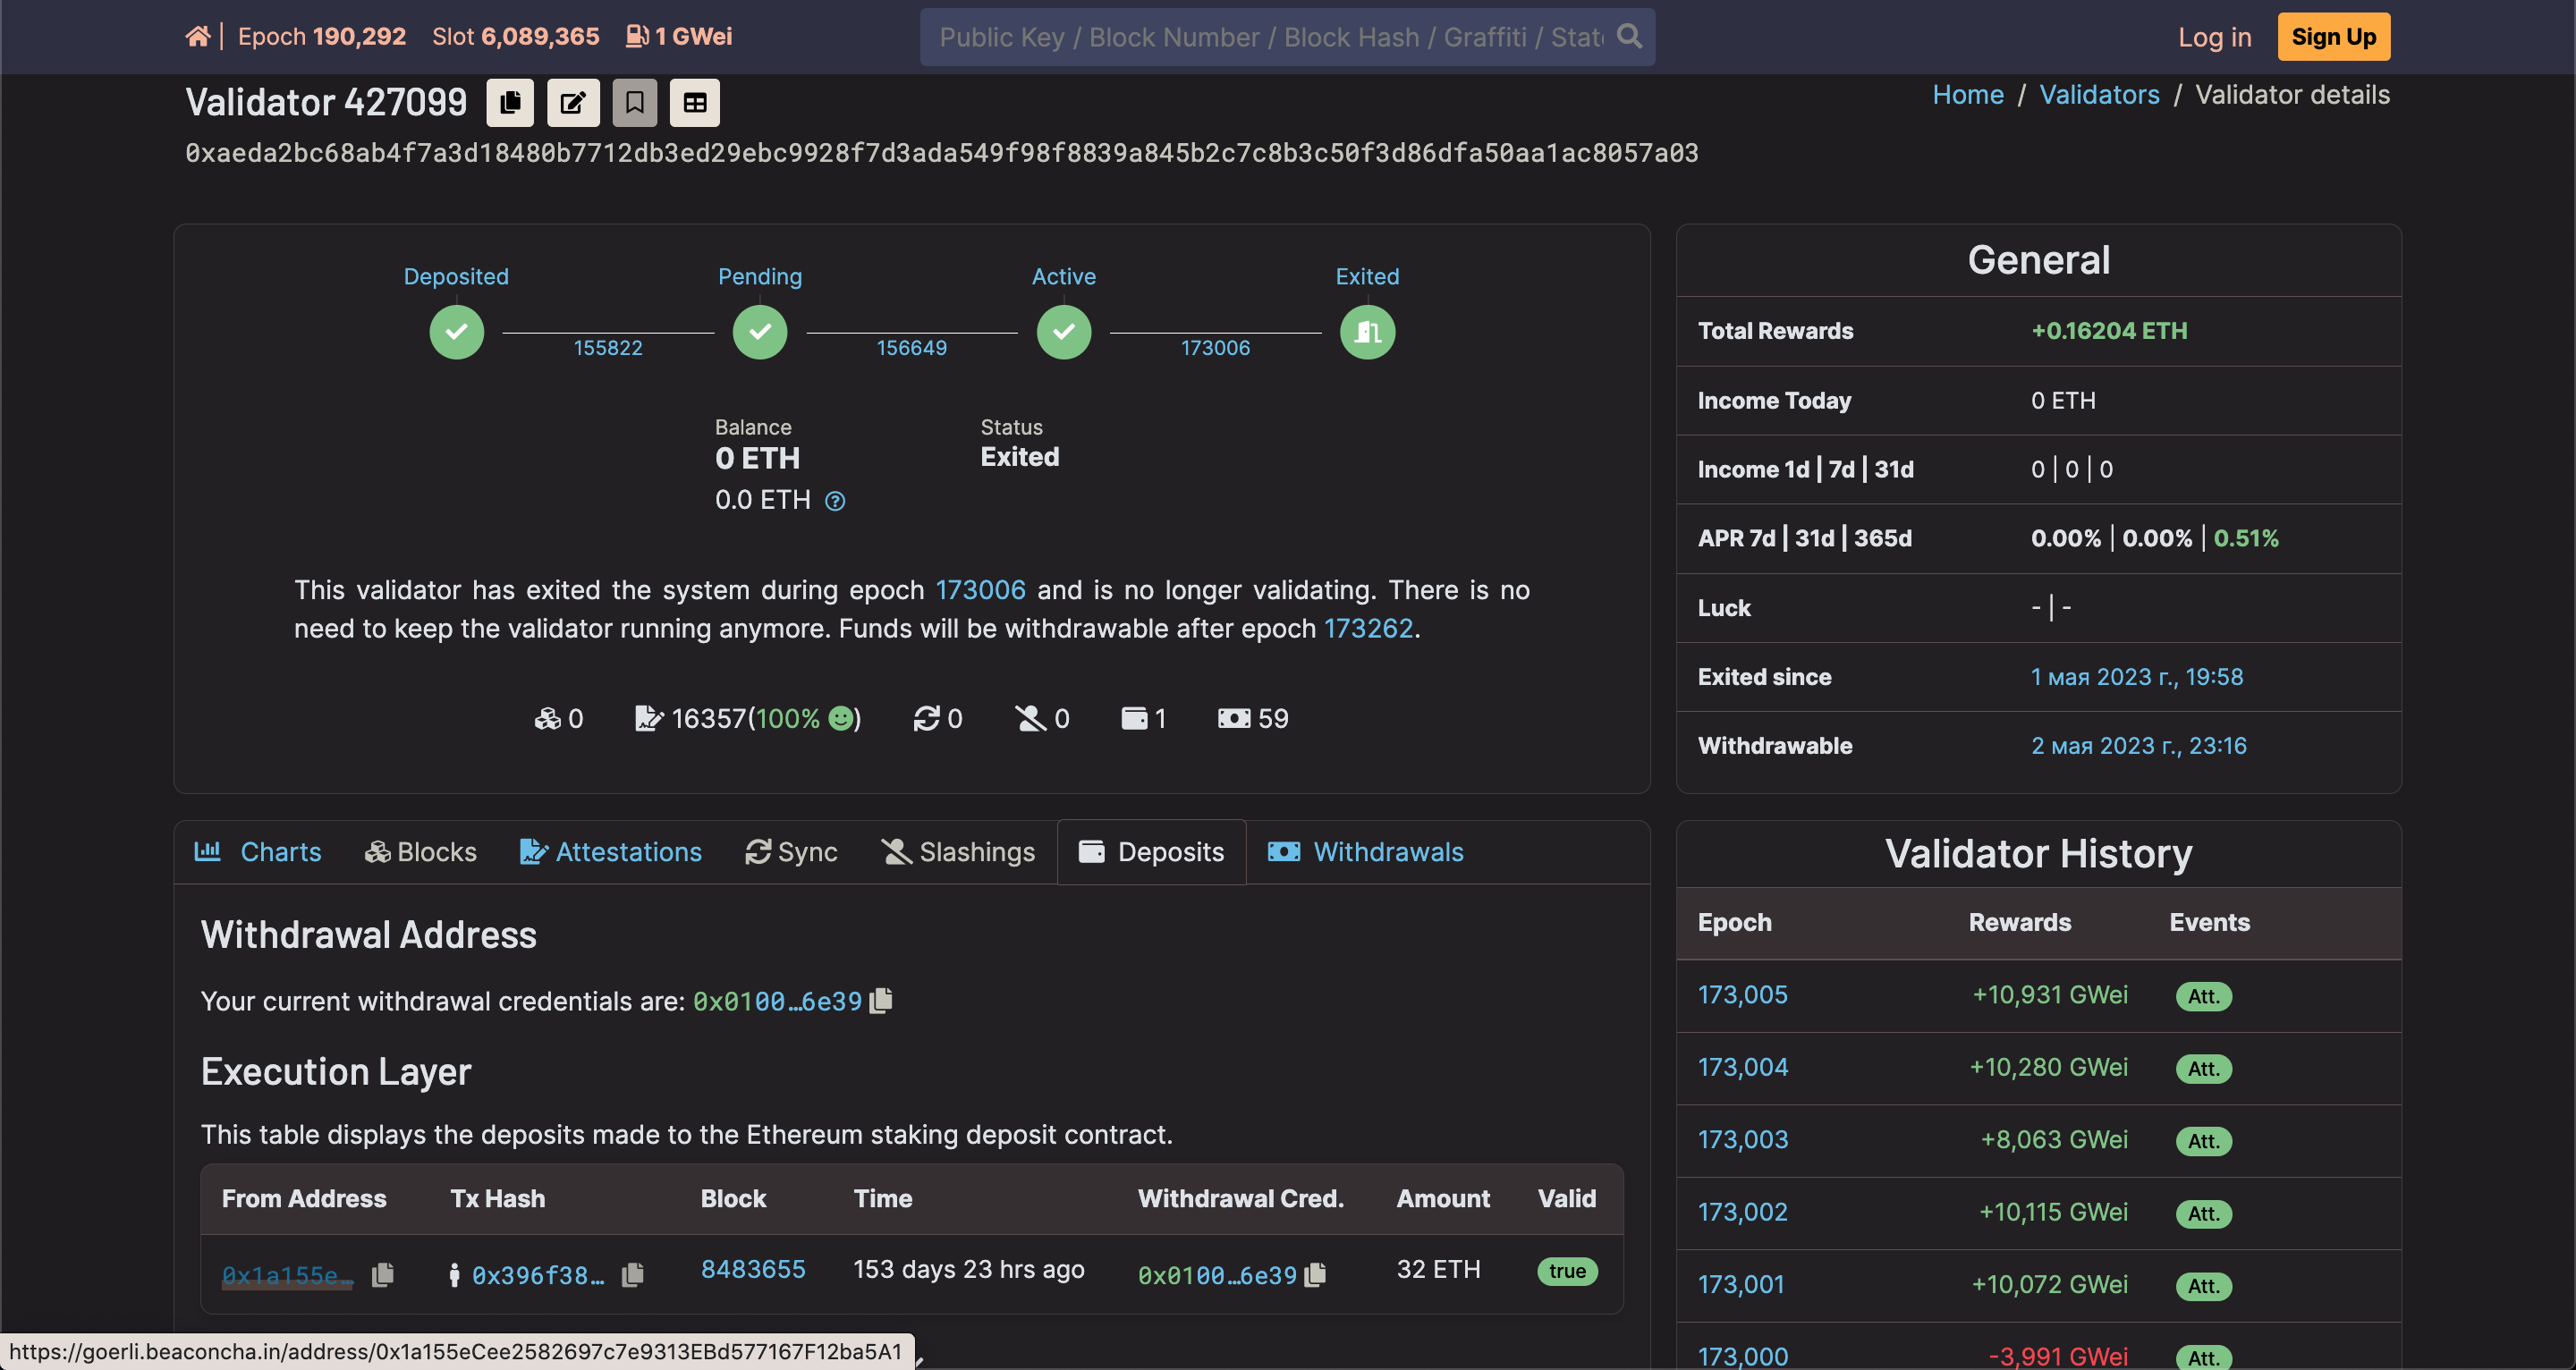 Epoch 190,292 Slot 6,089,365 1 GWei
Public Key / Block Number / Block Hash / Graffiti / State
Log in
Sign Up
Validator 427099
Home / Validators / Validator details
0xaeda2bc68ab4f7a3d18480b7712db3ed29ebc9928f7d3ada549f98f8839a845b2c7c8b3c50f3d86dfa50aa1ac8057a03
Deposited Pending Active Exited
155822 156649 173006
Balance
0 ETH
0.0 ETH
Status
Exited
This validator has exited the system during epoch 173006 and is no longer validating. There is no
need to keep the validator running anymore. Funds will be withdrawable after epoch 173262.
0 16357(100% ) 0 0 1 59
General
Total Rewards +0.16204 ETH
Income Today 0 ETH
Income 1d | 7d | 31d 0 | 0 | 0
APR 7d | 31d | 365d 0.00% | 0.00% | 0.51%
Luck - | -
Exited since 1 мая 2023 г., 19:58
Withdrawable 2 мая 2023 г., 23:16
Charts Blocks Attestations Sync Slashings Deposits Withdrawals
Withdrawal Address
Your current withdrawal credentials are: 0x0100…6e39
Execution Layer
This table displays the deposits made to the Ethereum staking deposit contract.
From Address Tx Hash Block Time Withdrawal Cred. Amount Valid
0x1a155e… 0x396f38… 8483655 153 days 23 hrs ago 0x0100…6e39 32 ETH true
Validator History
Epoch Rewards Events
173,005 +10,931 GWei Att.
173,004 +10,280 GWei Att.
173,003 +8,063 GWei Att.
173,002 +10,115 GWei Att.
173,001 +10,072 GWei Att.
173,000 -3,991 GWei Att.
https://goerli.beaconcha.in/address/0x1a155eCee2582697c7e9313EBd577167F12ba5A1